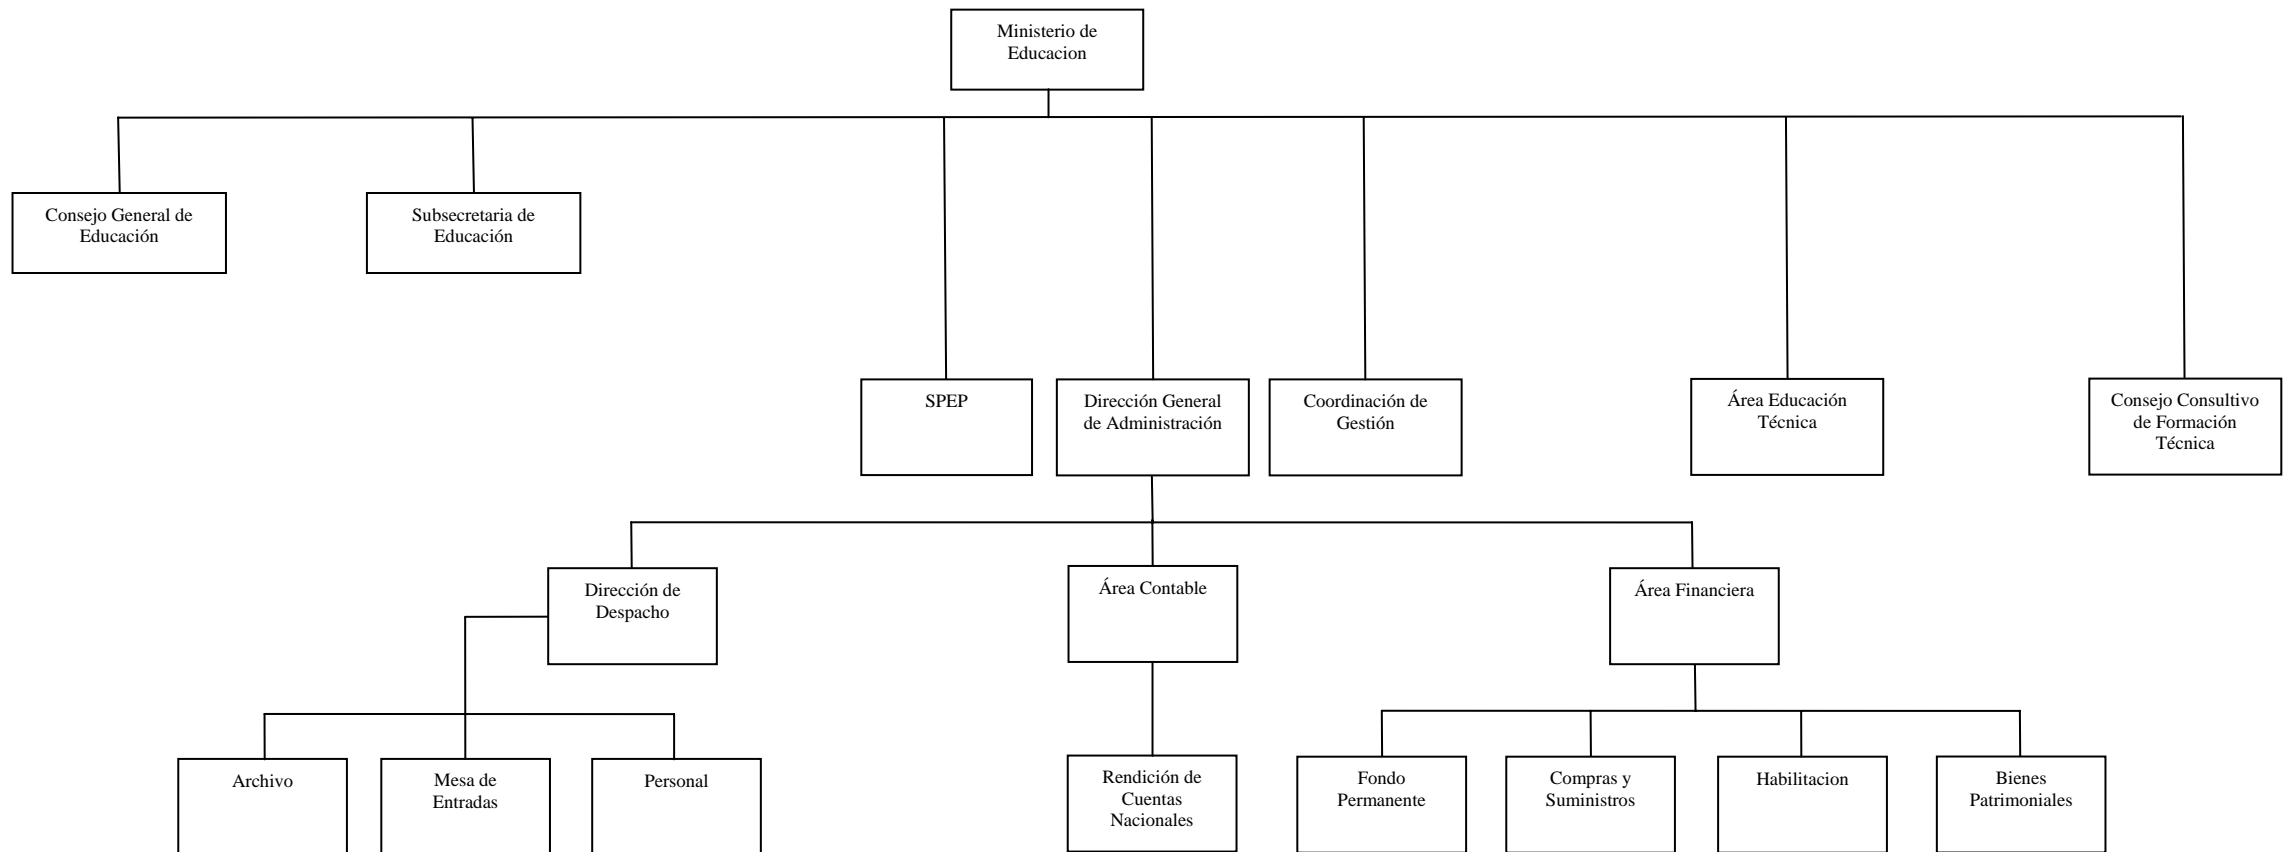 Ministerio de
Educacion
Consejo General de
Educación
Subsecretaria de
Educación
SPEP
Dirección General
de Administración
Coordinación de
Gestión
Área Educación
Técnica
Consejo Consultivo
de Formación
Técnica
Dirección de
Despacho
Área Contable
Área Financiera
Archivo
Mesa de
Entradas
Personal
Rendición de
Cuentas
Nacionales
Fondo
Permanente
Compras y
Suministros
Habilitacion
Bienes
Patrimoniales